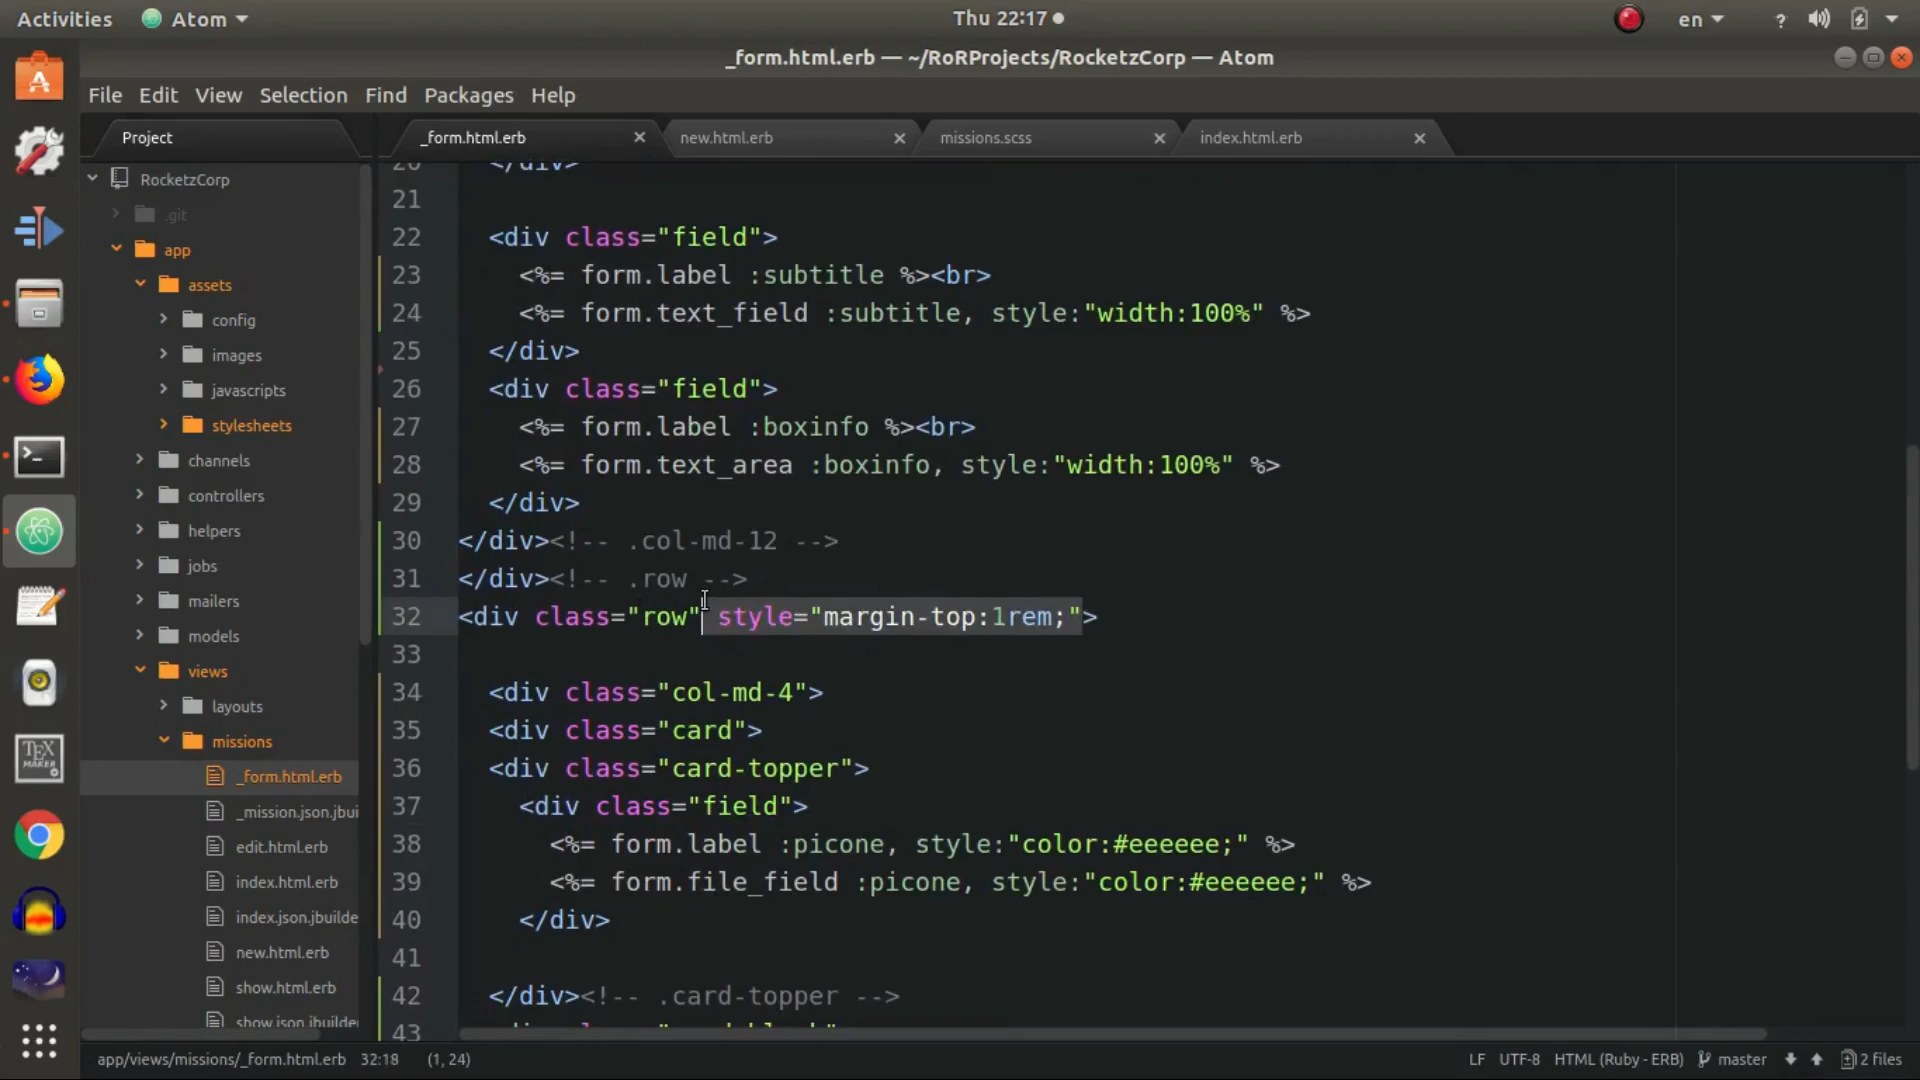 Activities
Atom
Thu 22:17
en
?
_form.html.erb — ~/RoRProjects/RocketzCorp — Atom
File Edit View Selection Find Packages Help
Project
_form.html.erb
new.html.erb
missions.scss
index.html.erb
RocketzCorp
.git
app
assets
config
images
javascripts
stylesheets
channels
controllers
helpers
jobs
mailers
models
views
layouts
missions
_form.html.erb
_mission.json.jbui
edit.html.erb
index.html.erb
index.json.jbuilde
new.html.erb
show.html.erb
show.json.jbuilde
20 </div>
21
22 <div class="field">
23 <%= form.label :subtitle %><br>
24 <%= form.text_field :subtitle, style:"width:100%" %>
25 </div>
26 <div class="field">
27 <%= form.label :boxinfo %><br>
28 <%= form.text_area :boxinfo, style:"width:100%" %>
29 </div>
30 </div><!-- .col-md-12 -->
31 </div><!-- .row -->
32 <div class="row" style="margin-top:1rem;">
33
34 <div class="col-md-4">
35 <div class="card">
36 <div class="card-topper">
37 <div class="field">
38 <%= form.label :picone, style:"color:#eeeeee;" %>
39 <%= form.file_field :picone, style:"color:#eeeeee;" %>
40 </div>
41
42 </div><!-- .card-topper -->
43
TEX
MAKER
app/views/missions/_form.html.erb 32:18 (1, 24)
LF UTF-8 HTML (Ruby - ERB) master 2 files